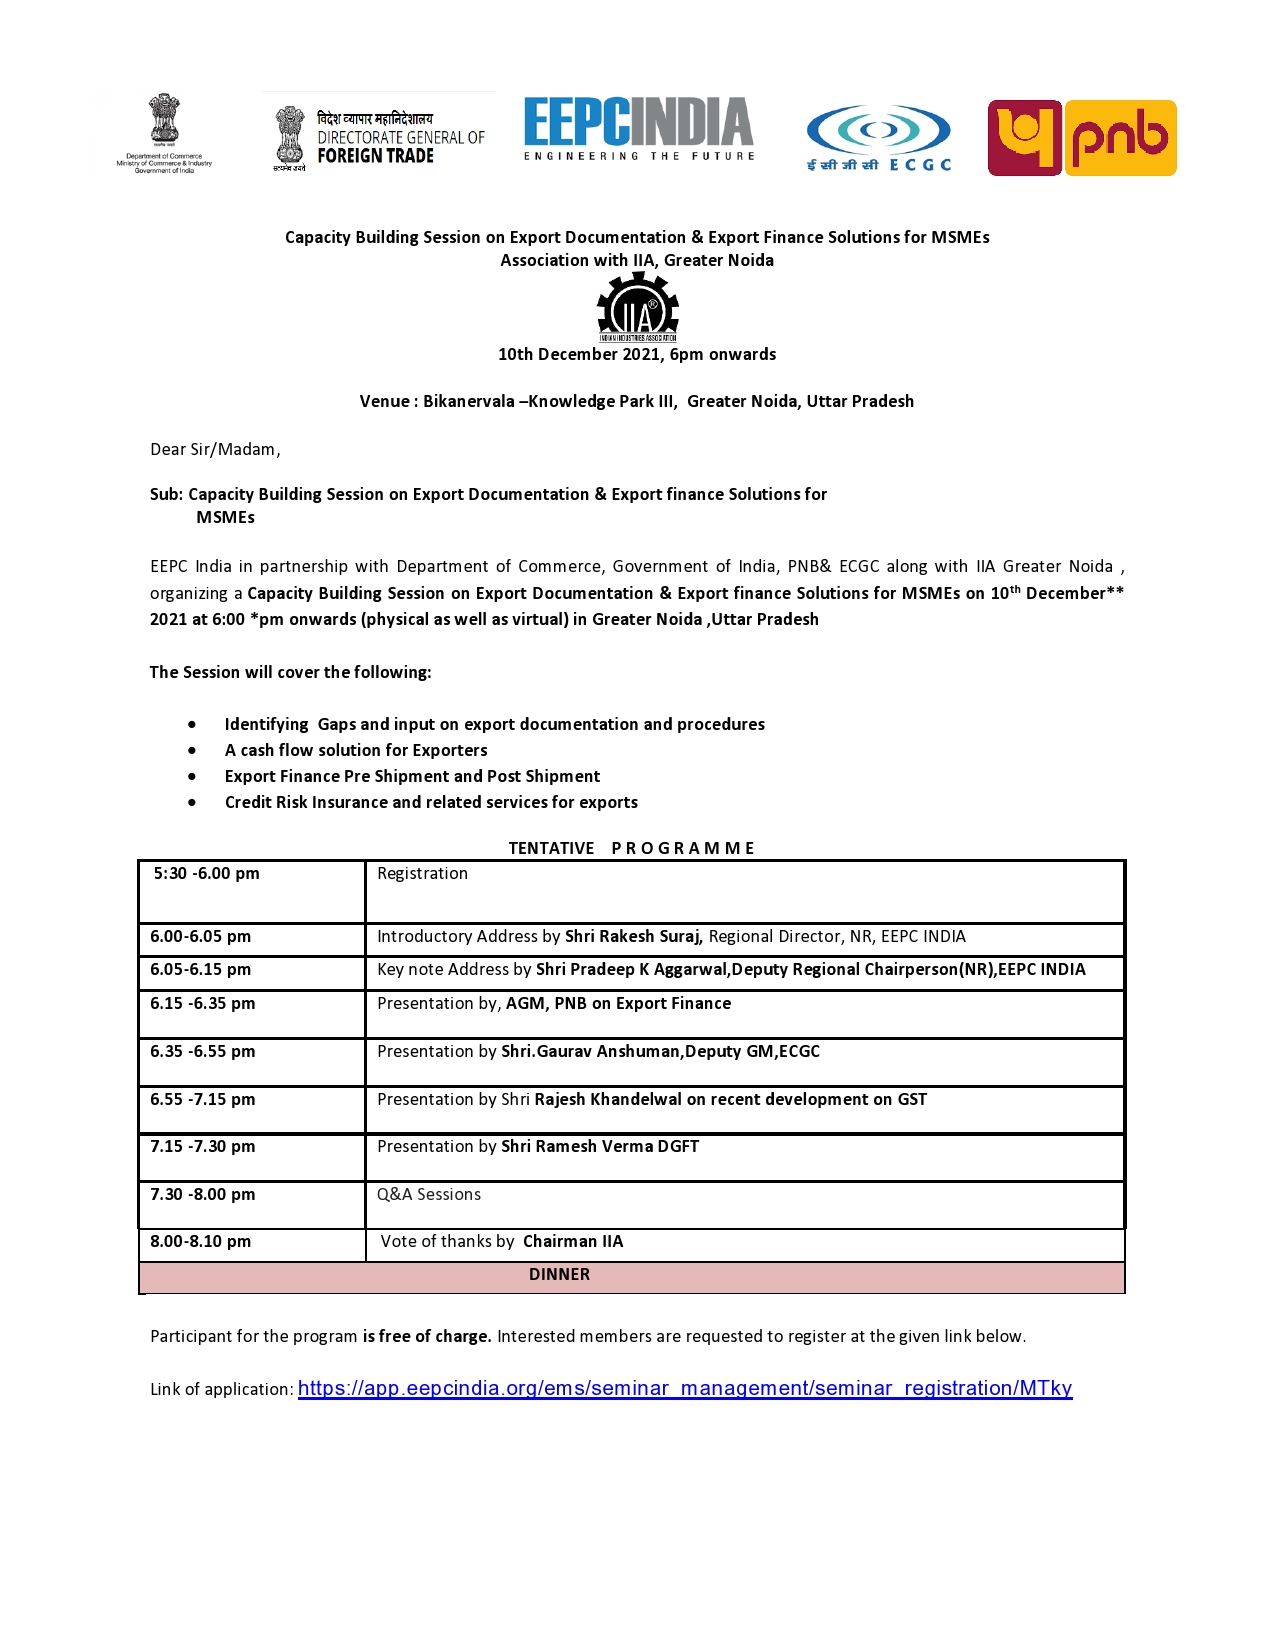 सत्यमेव जयते
Department of Commerce
Ministry of Commerce & Industry
Government of India
विदेश व्यापार महानिदेशालय
DIRECTORATE GENERAL OF
FOREIGN TRADE
सत्यमेव जयते
EEPCINDIA
ENGINEERING THE FUTURE
ई सी जी सी ECGC
pnb
Capacity Building Session on Export Documentation & Export Finance Solutions for MSMEs
Association with IIA, Greater Noida
IIA®
INDIAN INDUSTRIES ASSOCIATION
10th December 2021, 6pm onwards
Venue : Bikanervala –Knowledge Park III, Greater Noida, Uttar Pradesh
Dear Sir/Madam,
Sub: Capacity Building Session on Export Documentation & Export finance Solutions for
MSMEs
EEPC India in partnership with Department of Commerce, Government of India, PNB& ECGC along with IIA Greater Noida ,
organizing a Capacity Building Session on Export Documentation & Export finance Solutions for MSMEs on 10th December**
2021 at 6:00 *pm onwards (physical as well as virtual) in Greater Noida ,Uttar Pradesh
The Session will cover the following:
• Identifying Gaps and input on export documentation and procedures
• A cash flow solution for Exporters
• Export Finance Pre Shipment and Post Shipment
• Credit Risk Insurance and related services for exports
TENTATIVE P R O G R A M M E
5:30 -6.00 pm Registration
6.00-6.05 pm Introductory Address by Shri Rakesh Suraj, Regional Director, NR, EEPC INDIA
6.05-6.15 pm Key note Address by Shri Pradeep K Aggarwal,Deputy Regional Chairperson(NR),EEPC INDIA
6.15 -6.35 pm Presentation by, AGM, PNB on Export Finance
6.35 -6.55 pm Presentation by Shri.Gaurav Anshuman,Deputy GM,ECGC
6.55 -7.15 pm Presentation by Shri Rajesh Khandelwal on recent development on GST
7.15 -7.30 pm Presentation by Shri Ramesh Verma DGFT
7.30 -8.00 pm Q&A Sessions
8.00-8.10 pm Vote of thanks by Chairman IIA
DINNER
Participant for the program is free of charge. Interested members are requested to register at the given link below.
Link of application: https://app.eepcindia.org/ems/seminar_management/seminar_registration/MTky